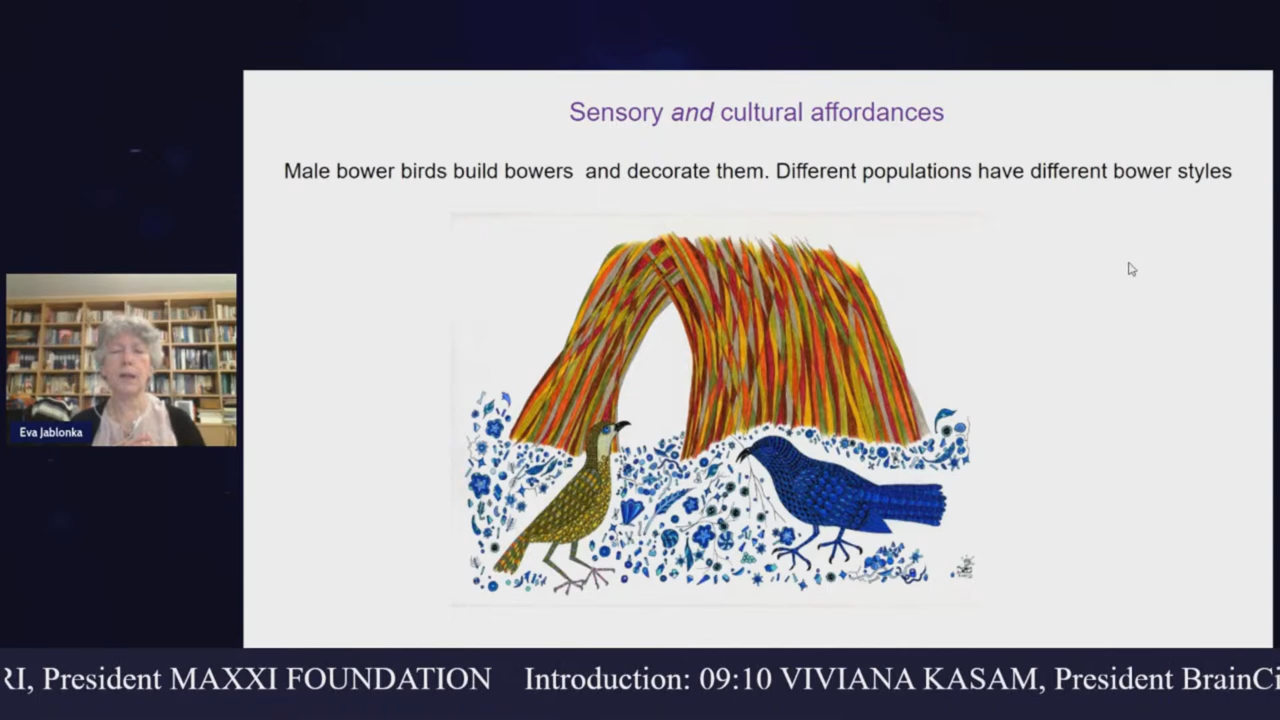 Sensory and cultural affordances
Male bower birds build bowers and decorate them. Different populations have different bower styles
Eva Jablonka
RI, President MAXXI FOUNDATION Introduction: 09:10 VIVIANA KASAM, President BrainCi